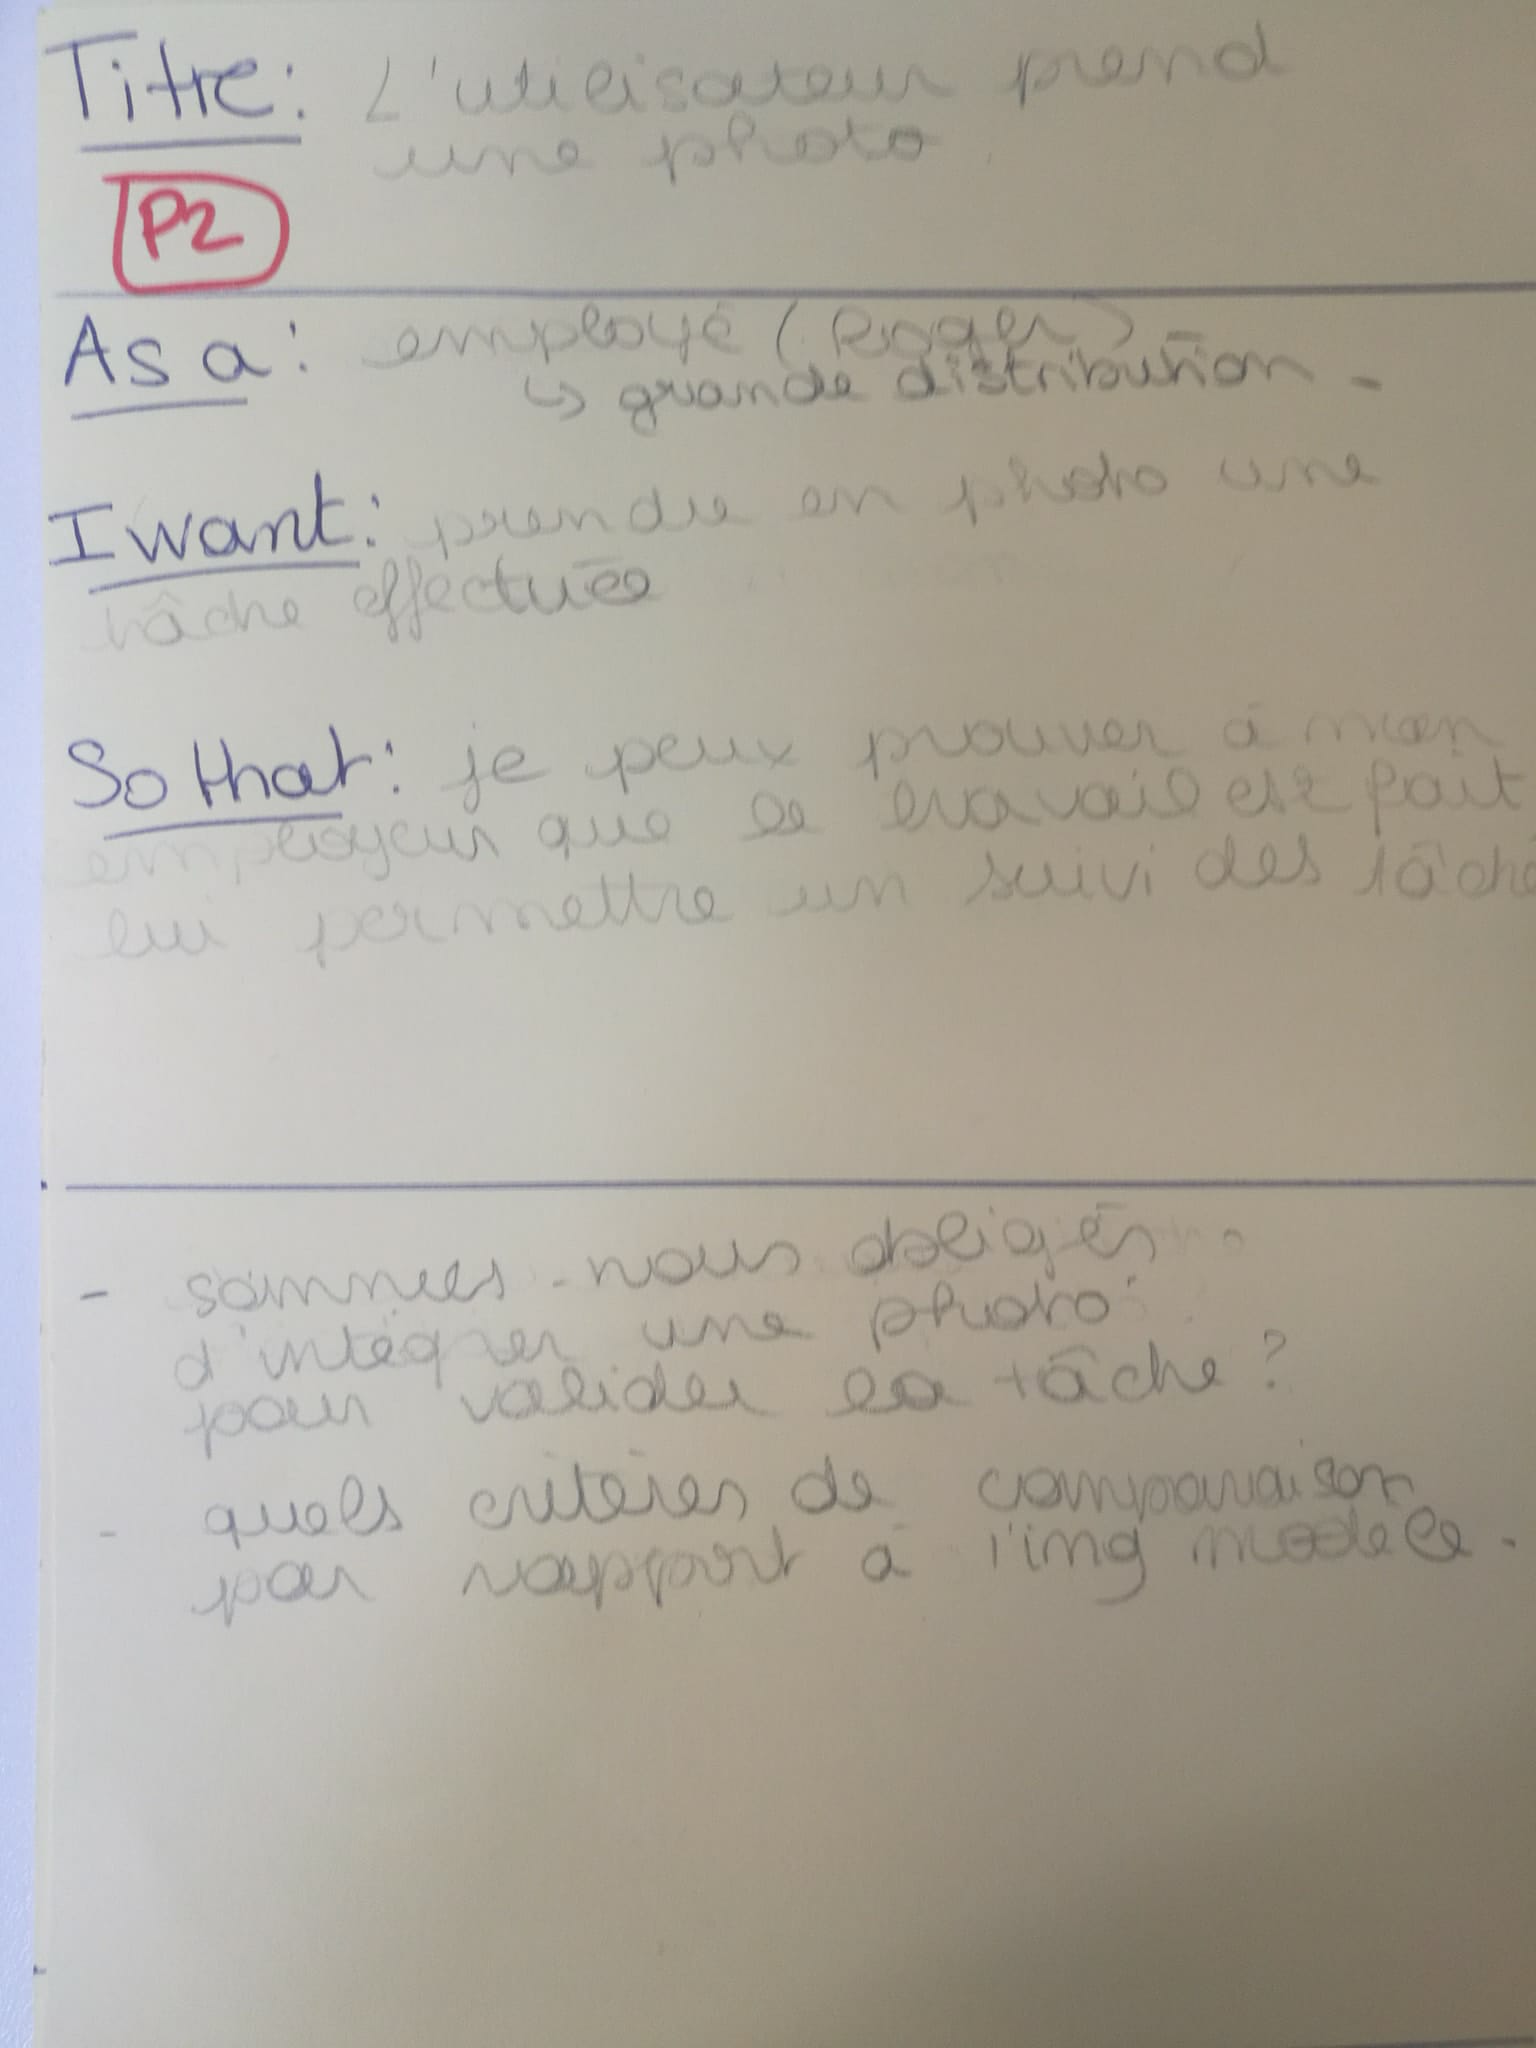 Titre: L'utilisateur prend
une photo
P2
As a: employé (Roger)
↳ grande distribution -
I want: prendre en photo une
tâche effectuée
So that: je peux prouver à mon
employeur que le travail est fait
lui permettre un suivi des tâche
- sommes-nous obligés
d'intégrer une photo
pour valider la tâche ?
- quels critères de comparaison
par rapport à l'img modèle.